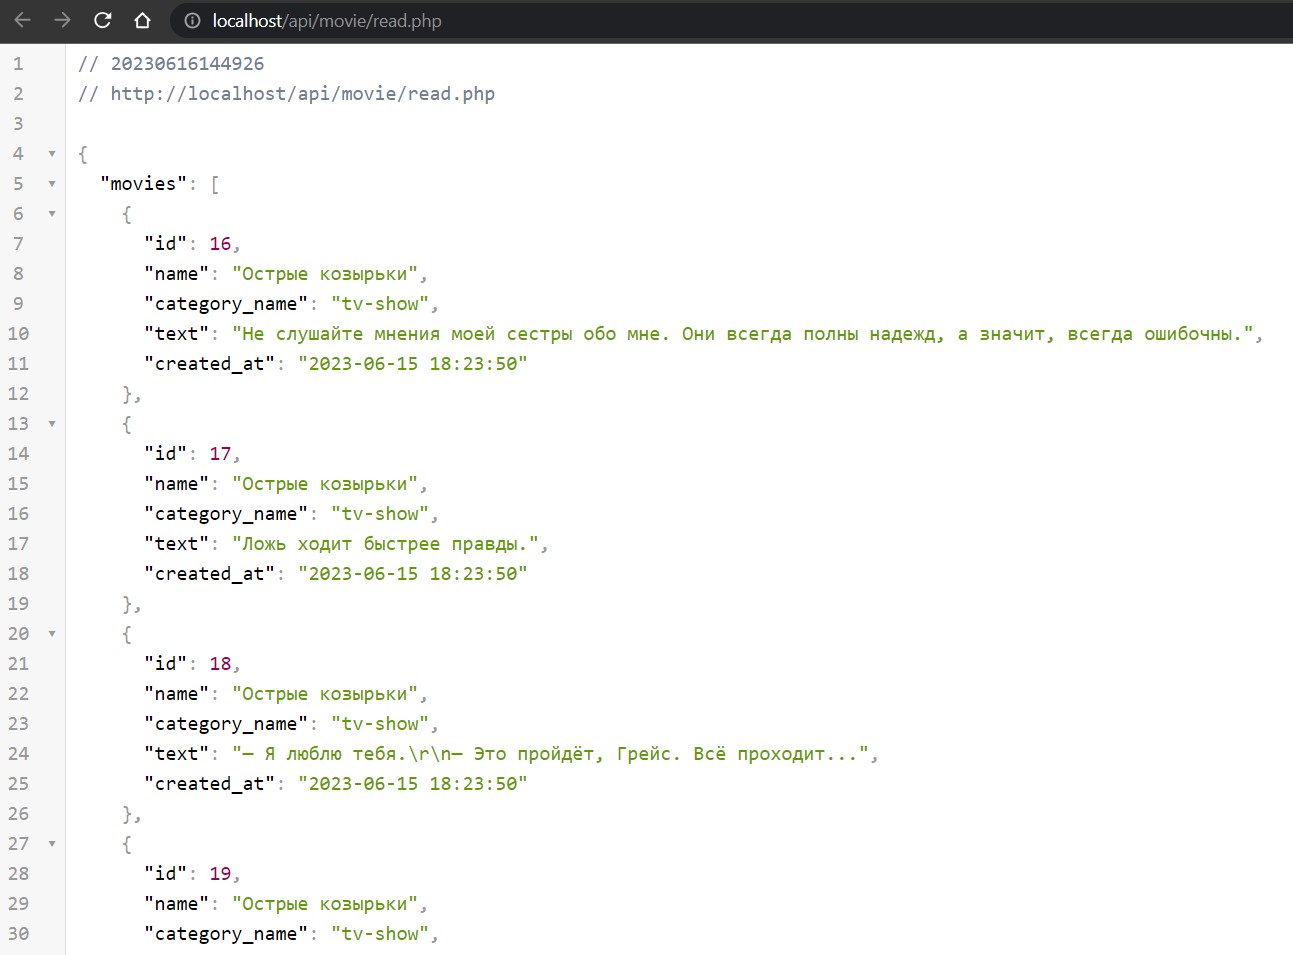 localhost/api/movie/read.php
1 // 20230616144926
2 // http://localhost/api/movie/read.php
3
4 {
5 "movies": [
6 {
7 "id": 16,
8 "name": "Острые козырьки",
9 "category_name": "tv-show",
10 "text": "Не слушайте мнения моей сестры обо мне. Они всегда полны надежд, а значит, всегда ошибочны.",
11 "created_at": "2023-06-15 18:23:50"
12 },
13 {
14 "id": 17,
15 "name": "Острые козырьки",
16 "category_name": "tv-show",
17 "text": "Ложь ходит быстрее правды.",
18 "created_at": "2023-06-15 18:23:50"
19 },
20 {
21 "id": 18,
22 "name": "Острые козырьки",
23 "category_name": "tv-show",
24 "text": "— Я люблю тебя.\r\n— Это пройдёт, Грейс. Всё проходит...",
25 "created_at": "2023-06-15 18:23:50"
26 },
27 {
28 "id": 19,
29 "name": "Острые козырьки",
30 "category_name": "tv-show",